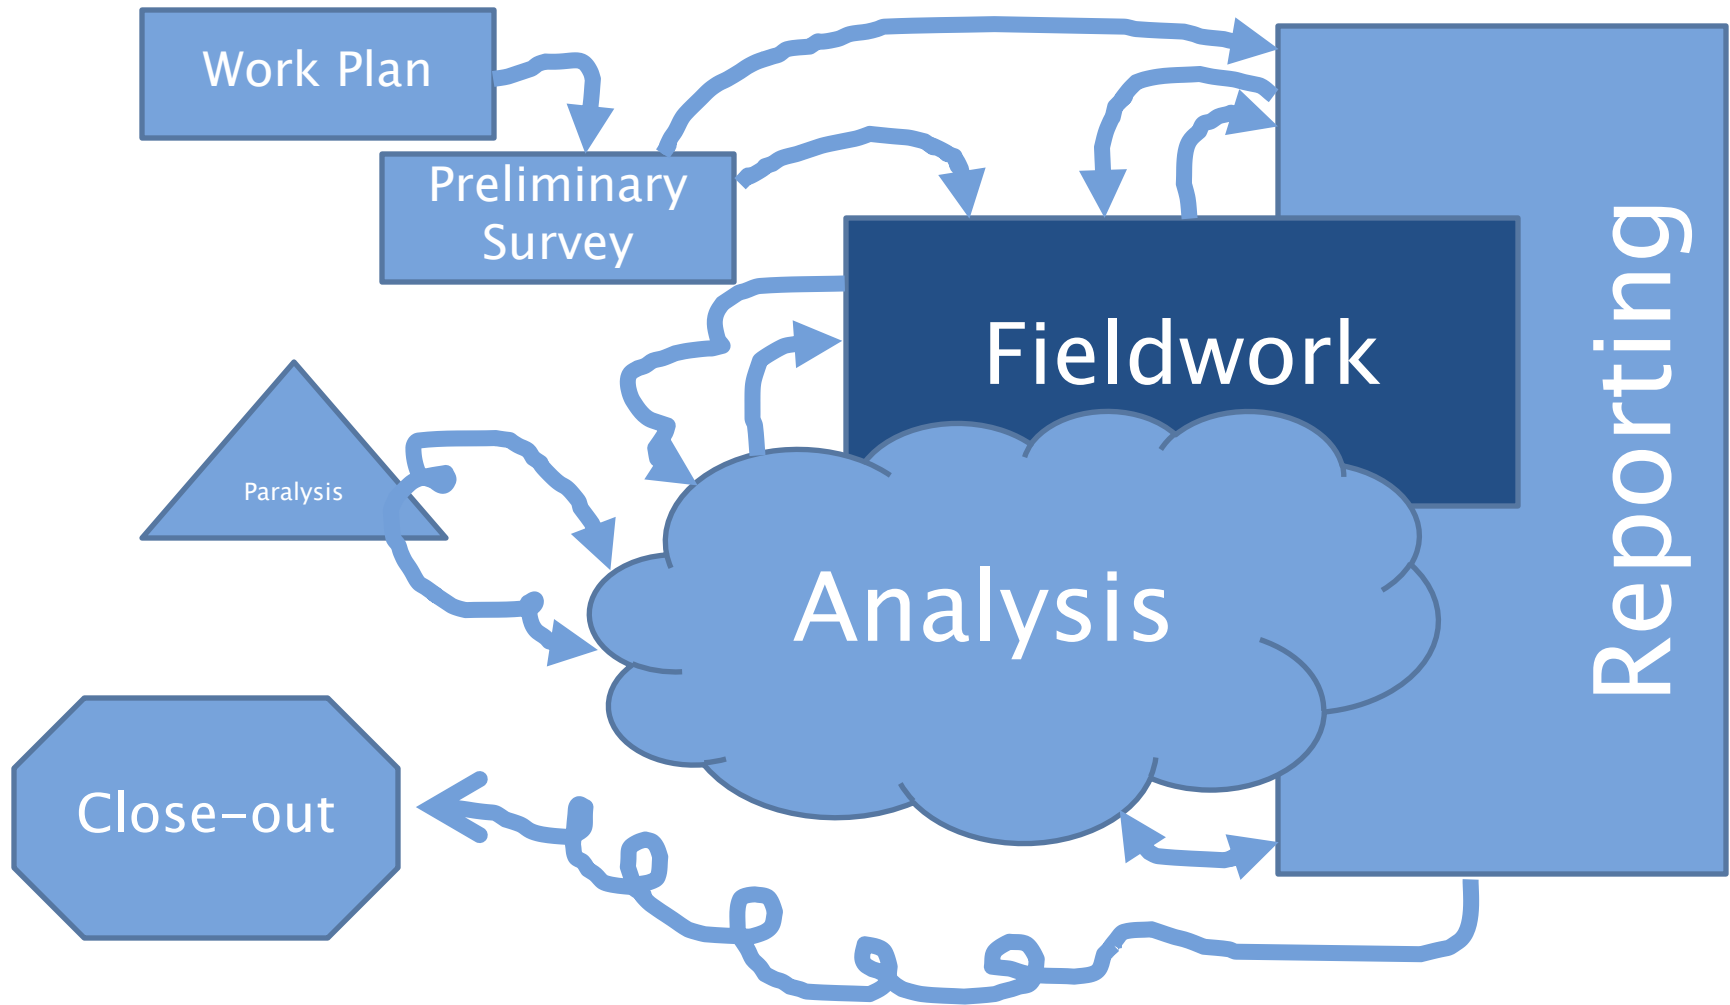 Work Plan
Preliminary
Survey
Fieldwork
Reporting
Paralysis
Analysis
Close-out